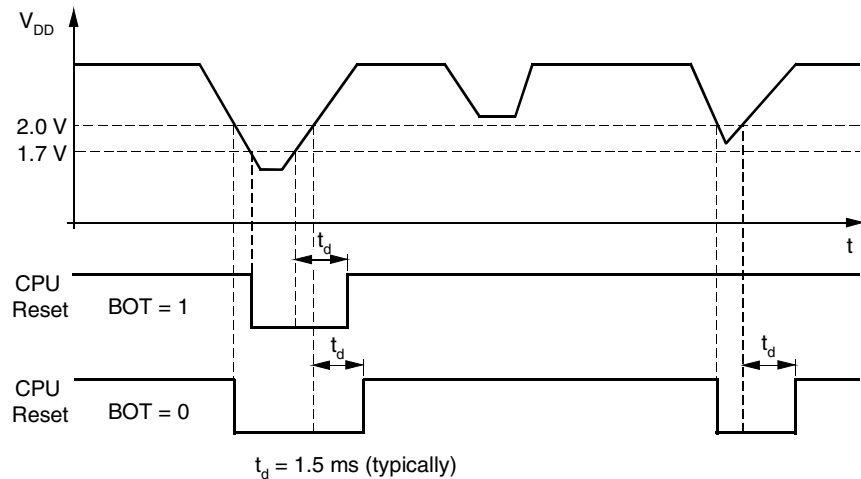 V_DD
2.0 V
1.7 V
t
t_d
CPU
Reset
BOT = 1
t_d
t_d
CPU
Reset
BOT = 0
t_d = 1.5 ms (typically)